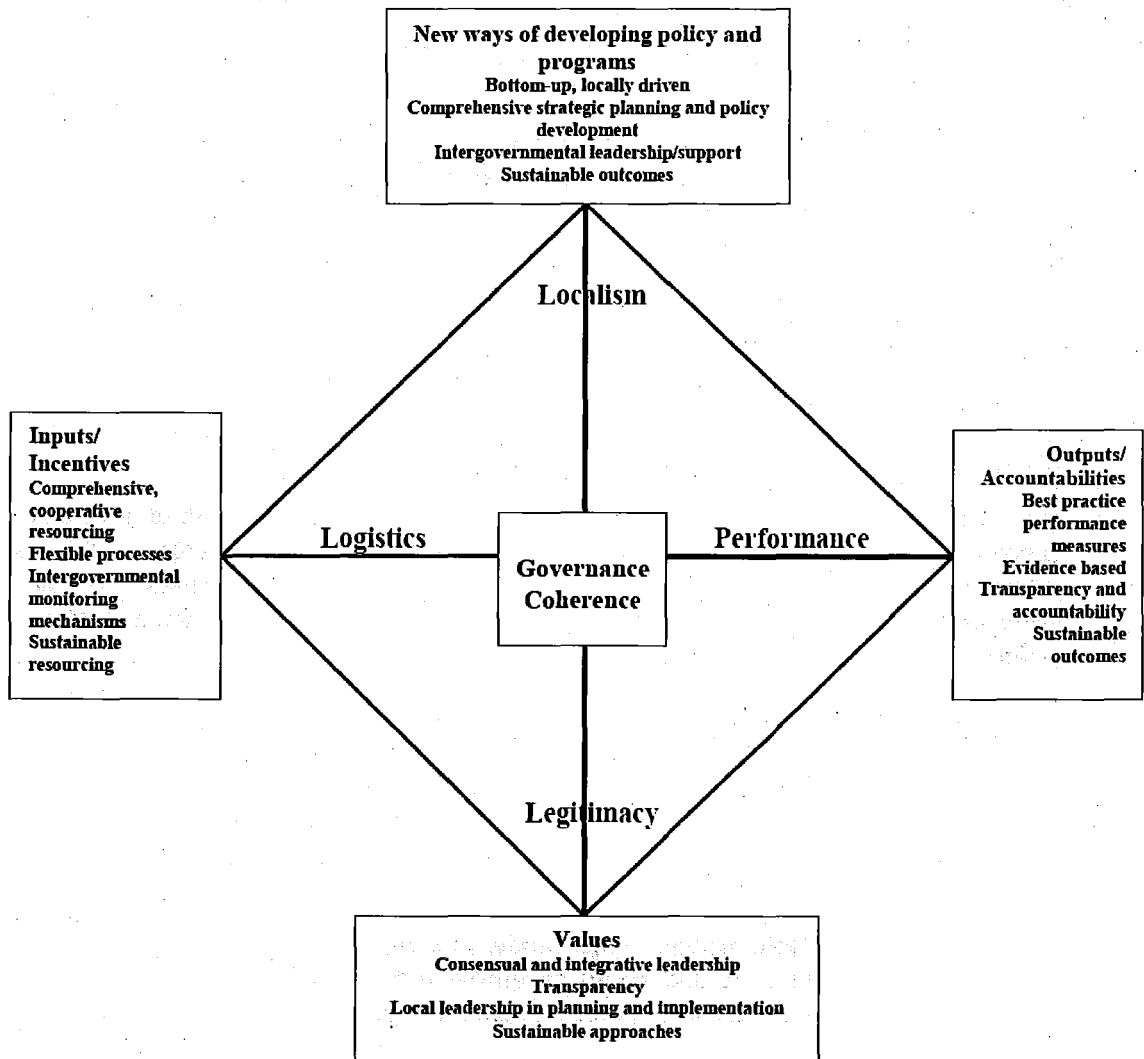 New ways of developing policy and
programs
Bottom-up, locally driven
Comprehensive strategic planning and policy
development
Intergovernmental leadership/support
Sustainable outcomes
Localism
Inputs/
Incentives
Comprehensive,
cooperative
resourcing
Flexible processes
Intergovernmental
monitoring
mechanisms
Sustainable
resourcing
Logistics
Governance
Coherence
Performance
Outputs/
Accountabilities
Best practice
performance
measures
Evidence based
Transparency and
accountability
Sustainable
outcomes
Legitimacy
Values
Consensual and integrative leadership
Transparency
Local leadership in planning and implementation
Sustainable approaches